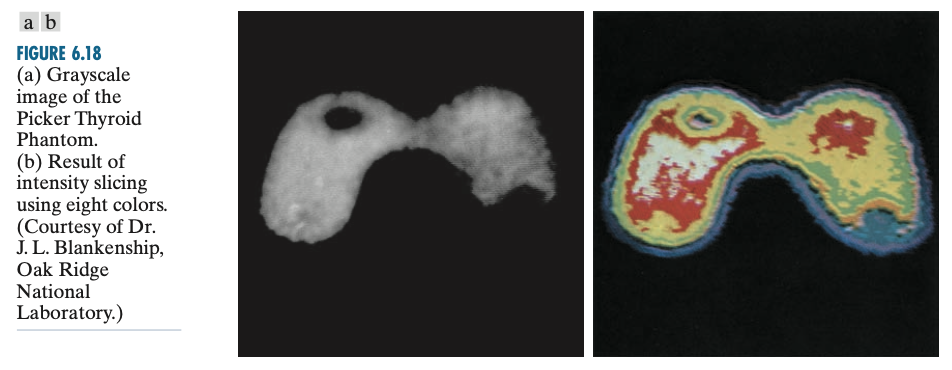 a b
FIGURE 6.18
(a) Grayscale
image of the
Picker Thyroid
Phantom.
(b) Result of
intensity slicing
using eight colors.
(Courtesy of Dr.
J. L. Blankenship,
Oak Ridge
National
Laboratory.)